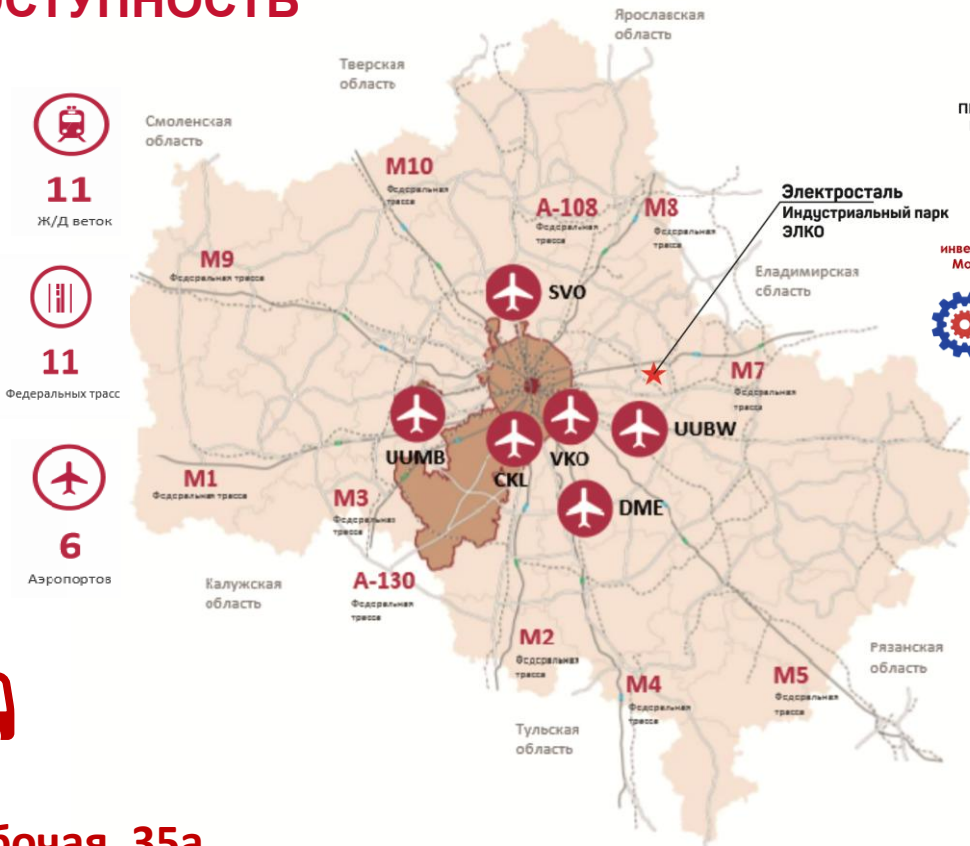 ОСТУПНОСТЬ
Ярославская
область
Тверская
область
Смоленская
область
11
Ж/Д веток
11
Федеральных трасс
6
Аэропортов
М10
Федеральная
трасса
А-108
Федеральная
трасса
М8
Федеральная
трасса
Электросталь
Индустриальный парк
ЭЛКО
М9
Федеральная трасса
SVO
Владимирская
область
М7
Федеральная
трасса
UUMB
CKL
VKO
UUBW
DME
М1
Федеральная трасса
М3
Федеральная
трасса
А-130
Федеральная
трасса
Калужская
область
М2
Федеральная
трасса
М4
Федеральная
трасса
М5
Федеральная
трасса
Рязанская
область
Тульская
область
бочая, 35а